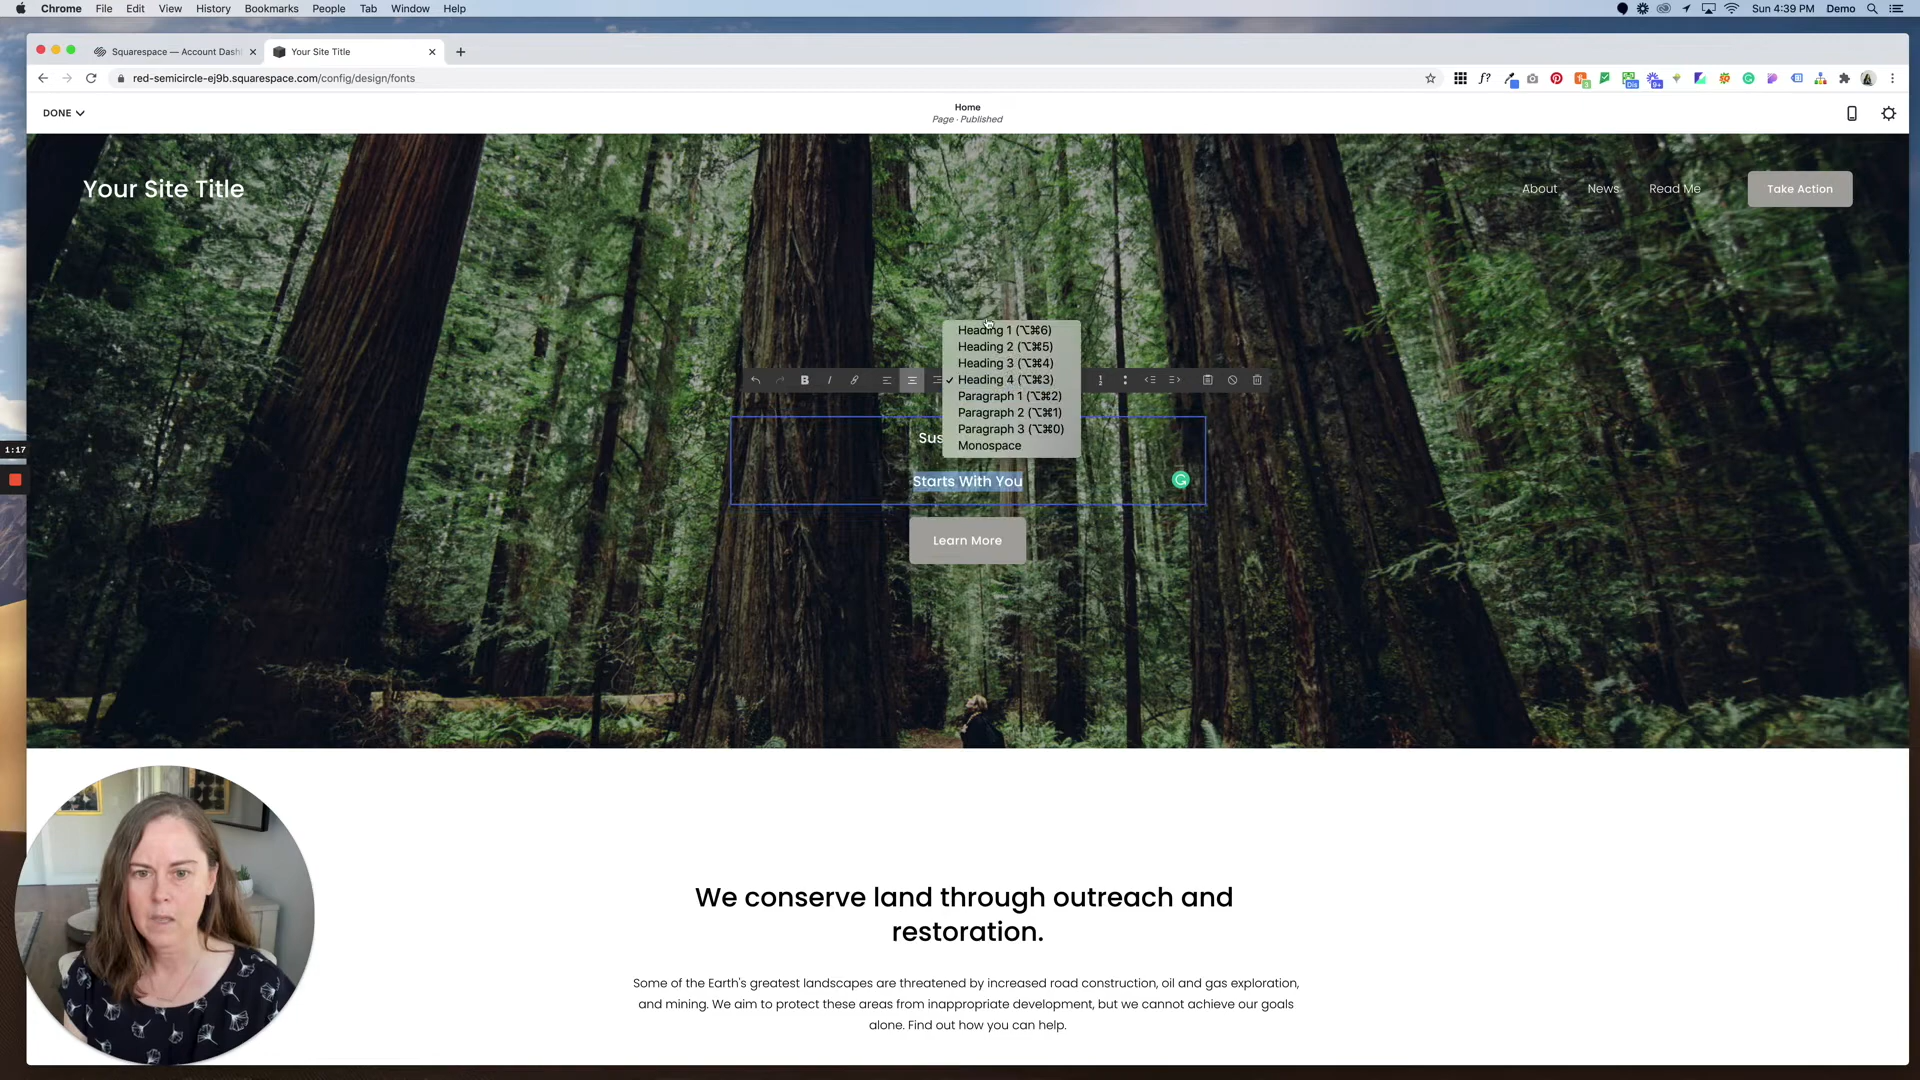 Chrome File Edit View History Bookmarks People Tab Window Help Sun 4:39 PM Demo
Squarespace — Account Dash
Your Site Title
red-semicircle-ej9b.squarespace.com/config/design/fonts
f?
3
Dis
9+
DONE
Home
Page · Published
Your Site Title
About News Read Me Take Action
Heading 1 (⌥⌘6)
Heading 2 (⌥⌘5)
Heading 3 (⌥⌘4)
B I ✓ Heading 4 (⌥⌘3)
Paragraph 1 (⌥⌘2)
Paragraph 2 (⌥⌘1)
Paragraph 3 (⌥⌘0)
Monospace
Sus
1:17
Starts With You
Learn More
We conserve land through outreach and
restoration.
Some of the Earth's greatest landscapes are threatened by increased road construction, oil and gas exploration,
and mining. We aim to protect these areas from inappropriate development, but we cannot achieve our goals
alone. Find out how you can help.